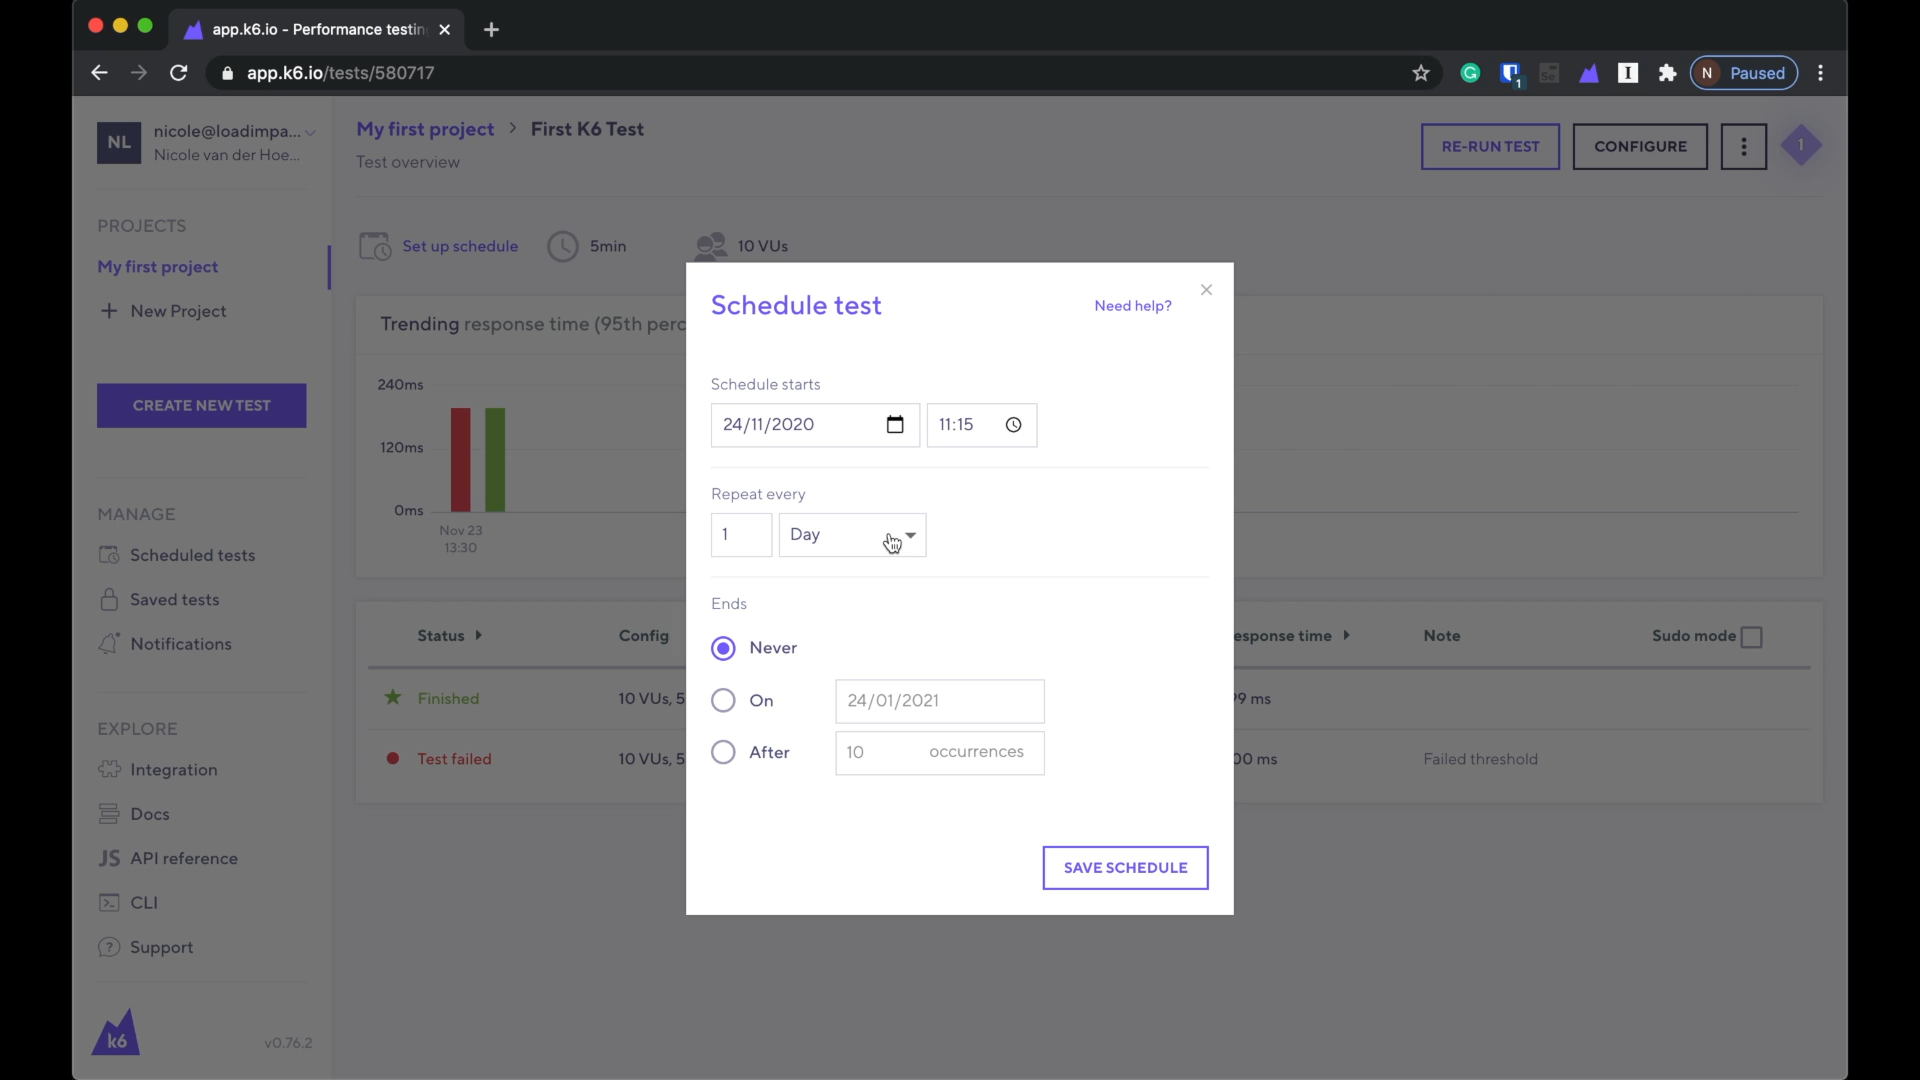 app.k6.io - Performance testin
app.k6.io/tests/580717
1
N Paused
NL
nicole@loadimpa...
Nicole van der Hoe...
My first project > First K6 Test
Test overview
RE-RUN TEST
CONFIGURE
1
PROJECTS
My first project
+ New Project
CREATE NEW TEST
Set up schedule
5min
10 VUs
Trending response time (95th perc
240ms
120ms
0ms
Nov 23
13:30
MANAGE
Scheduled tests
Saved tests
Notifications
EXPLORE
Integration
Docs
JS API reference
CLI
Support
k6
v0.76.2
Schedule test
Need help?
Schedule starts
24/11/2020
11:15
Repeat every
1
Day
Ends
Never
On
24/01/2021
After
10 occurrences
SAVE SCHEDULE
Status
Config
esponse time
Note
Sudo mode
Finished
10 VUs, 5
99 ms
Test failed
10 VUs, 5
00 ms
Failed threshold